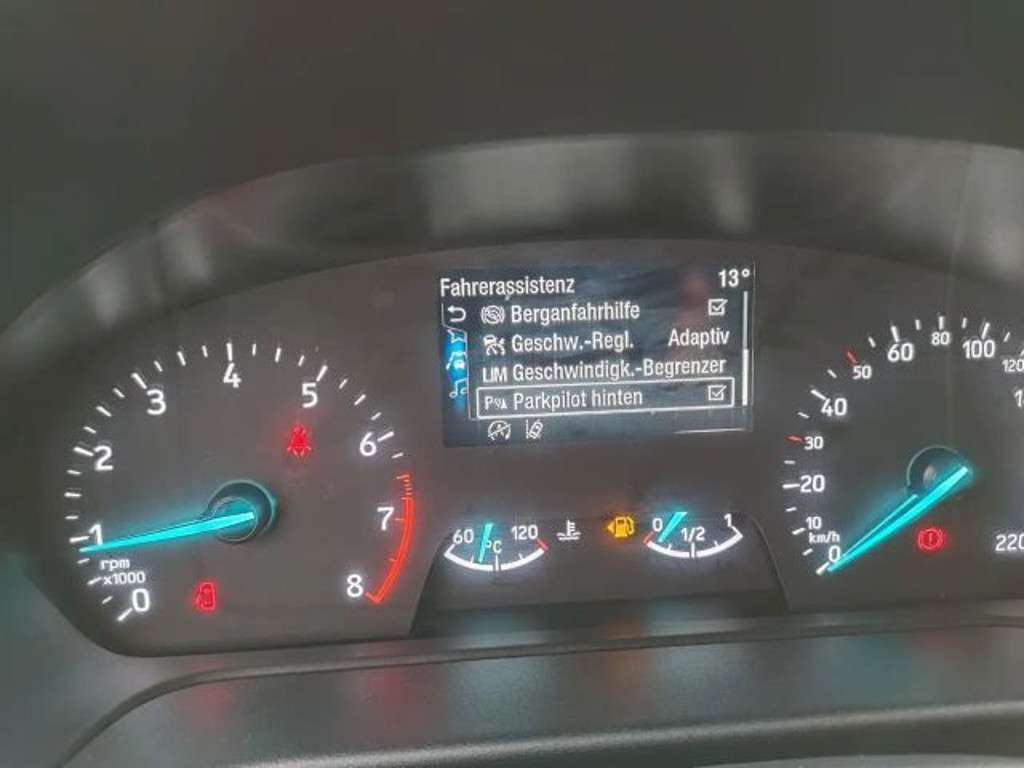 Fahrerassistenz 13°
Berganfahrhilfe
Geschw.-Regl. Adaptiv
LIM Geschwindigk.-Begrenzer
Parkpilot hinten
0
1
2
3
4
5
6
7
8
rpm
x1000
60 120
°C
0 1/2 1
0
10
20
30
40
50
60
80
100
120
220
km/h